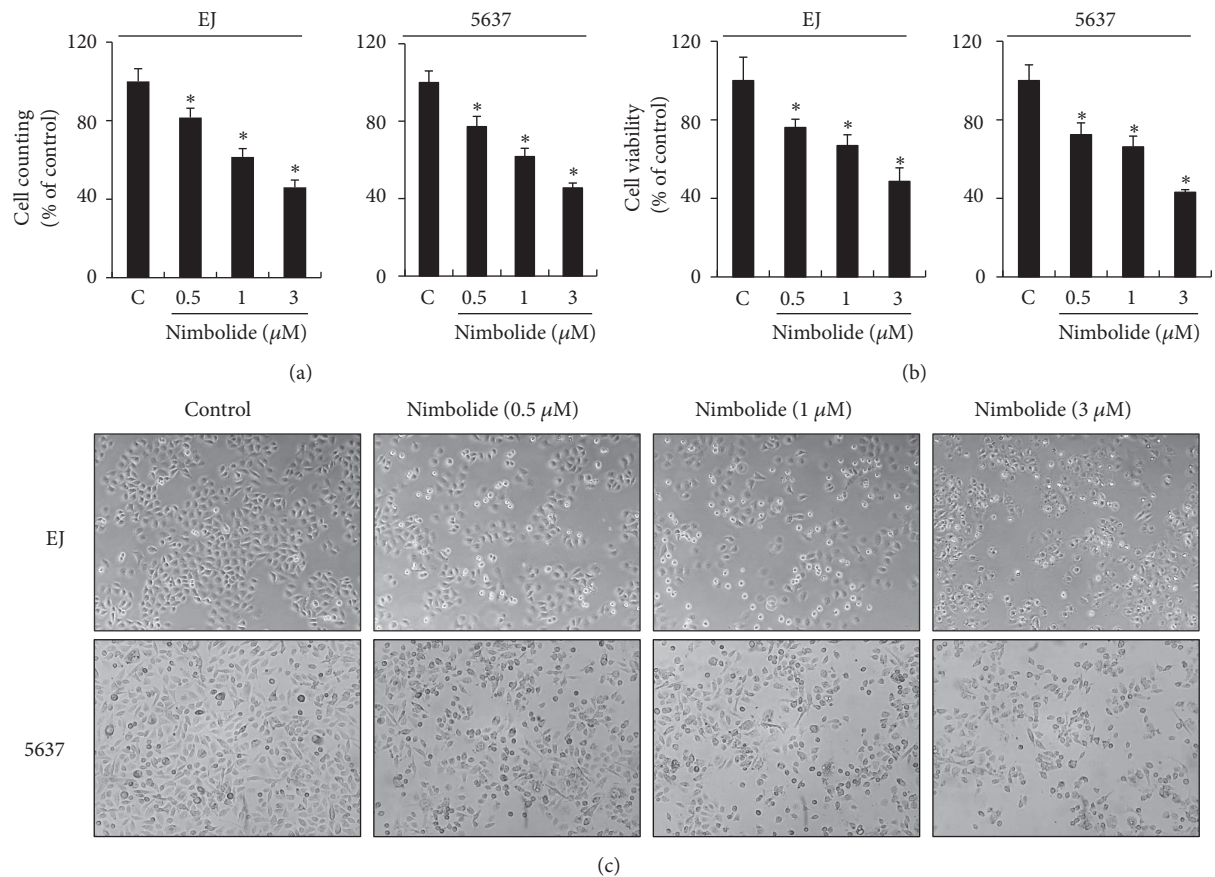 EJ
5637
120
80
40
0
Cell counting
(% of control)
* * *
C 0.5 1 3
Nimbolide (μM)
120
80
40
0
* * *
C 0.5 1 3
Nimbolide (μM)
(a)
EJ
5637
120
80
40
0
Cell viability
(% of control)
* * *
C 0.5 1 3
Nimbolide (μM)
120
80
40
0
* * *
C 0.5 1 3
Nimbolide (μM)
(b)
Control
Nimbolide (0.5 μM)
Nimbolide (1 μM)
Nimbolide (3 μM)
EJ
5637
(c)